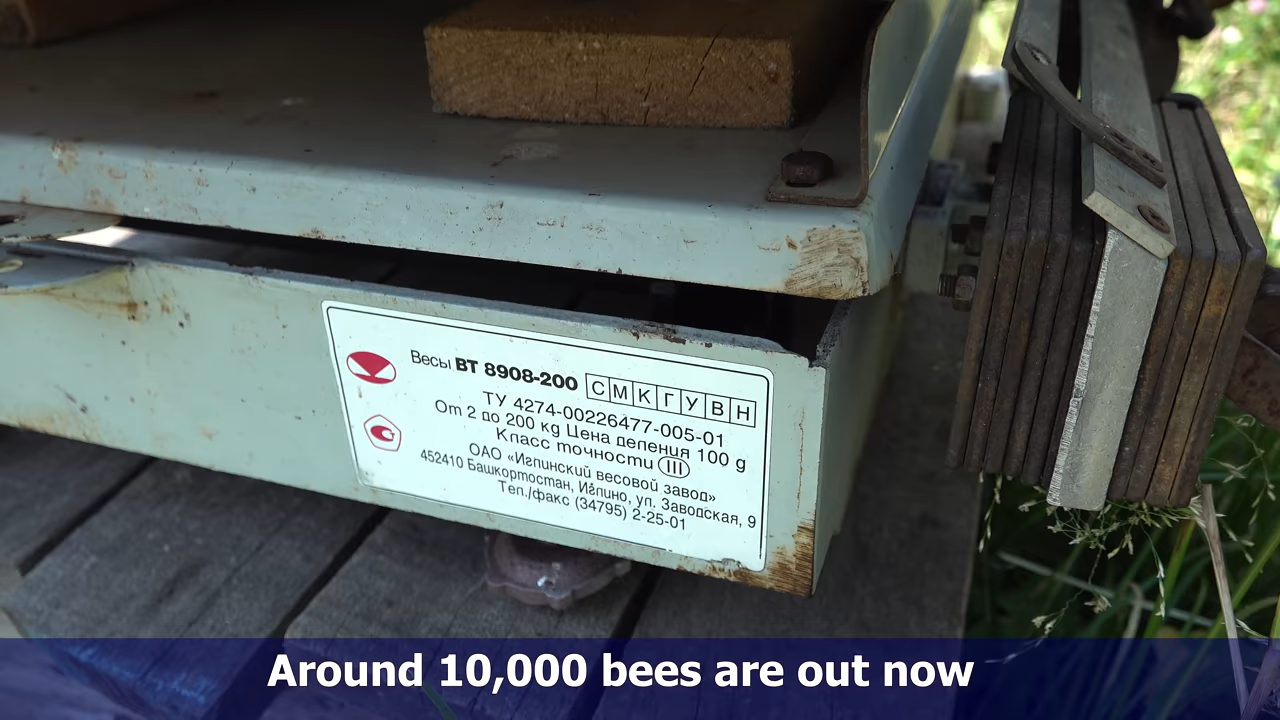 Весы ВТ 8908-200 СМКГУВН
ТУ 4274-00226477-005-01
От 2 до 200 kg Цена деления 100 g
Класс точности III
ОАО «Иглинский весовой завод»
452410 Башкортостан, Иглино, ул. Заводская, 9
Тел./факс (34795) 2-25-01
Around 10,000 bees are out now